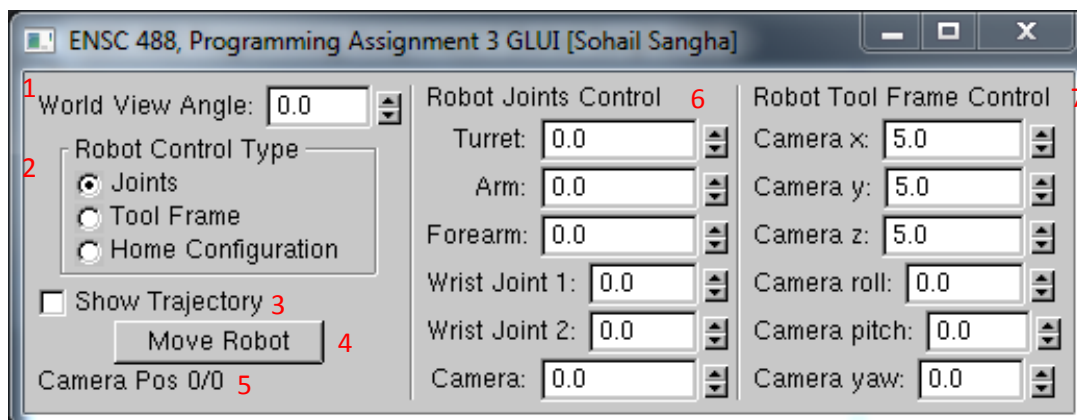 ENSC 488, Programming Assignment 3 GLUI [Sohail Sangha]
1
World View Angle: 0.0
2
Robot Control Type
Joints
Tool Frame
Home Configuration
Show Trajectory 3
Move Robot 4
Camera Pos 0/0 5
Robot Joints Control 6
Turret: 0.0
Arm: 0.0
Forearm: 0.0
Wrist Joint 1: 0.0
Wrist Joint 2: 0.0
Camera: 0.0
Robot Tool Frame Control 7
Camera x: 5.0
Camera y: 5.0
Camera z: 5.0
Camera roll: 0.0
Camera pitch: 0.0
Camera yaw: 0.0